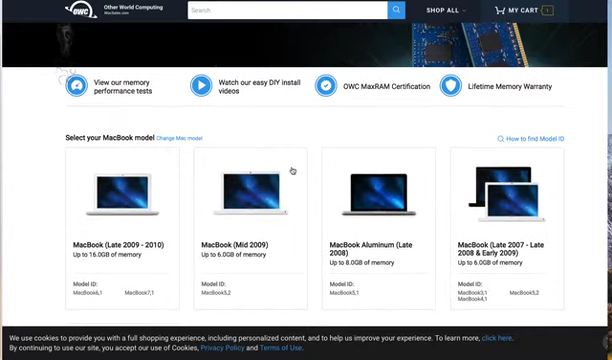 OWC Other World Computing
MacSales.com
Search
SHOP ALL
MY CART 1
View our memory
performance tests
Watch our easy DIY install
videos
OWC MaxRAM Certification
Lifetime Memory Warranty
Select your MacBook model Change Mac model
How to find Model ID
MacBook (Late 2009 - 2010)
Up to 16.0GB of memory
Model ID:
MacBook6,1 MacBook7,1
MacBook (Mid 2009)
Up to 6.0GB of memory
Model ID:
MacBook5,2
MacBook Aluminum (Late
2008)
Up to 8.0GB of memory
Model ID:
MacBook5,1
MacBook (Late 2007 - Late
2008 & Early 2009)
Up to 6.0GB of memory
Model ID:
MacBook3,1 MacBook5,2
MacBook4,1
We use cookies to provide you with a full shopping experience, including personalized content, and to help us improve your experience. To learn more, click here.
By continuing to use our site, you accept our use of Cookies, Privacy Policy and Terms of Use.